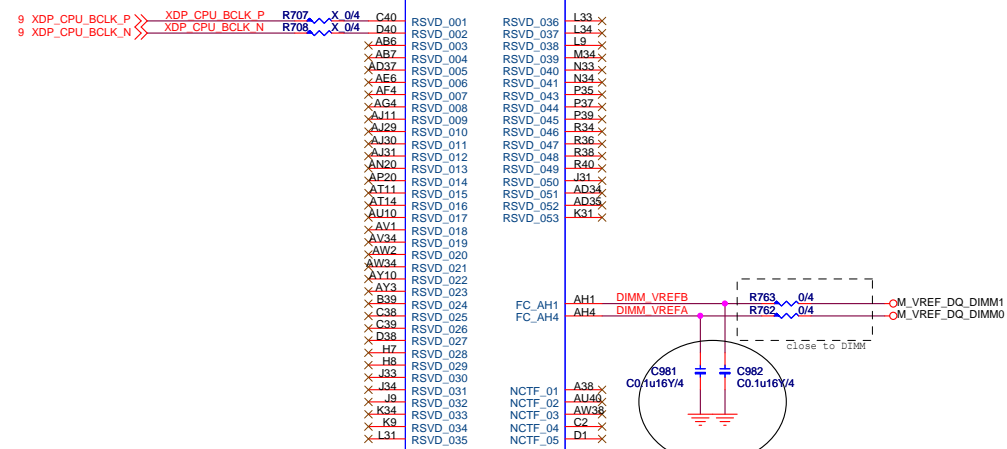 9 XDP_CPU_BCLK_P XDP_CPU_BCLK_P R707 X_0/4 C40 RSVD_001
9 XDP_CPU_BCLK_N XDP_CPU_BCLK_N R708 X_0/4 D40 RSVD_002
AB6 RSVD_003
AB7 RSVD_004
AD37 RSVD_005
AE6 RSVD_006
AF4 RSVD_007
AG4 RSVD_008
AJ11 RSVD_009
AJ29 RSVD_010
AJ30 RSVD_011
AJ31 RSVD_012
AN20 RSVD_013
AP20 RSVD_014
AT11 RSVD_015
AT14 RSVD_016
AU10 RSVD_017
AV1 RSVD_018
AV34 RSVD_019
AW2 RSVD_020
AW34 RSVD_021
AY10 RSVD_022
AY3 RSVD_023
B39 RSVD_024
C38 RSVD_025
C39 RSVD_026
D38 RSVD_027
H7 RSVD_028
H8 RSVD_029
J33 RSVD_030
J34 RSVD_031
J9 RSVD_032
K34 RSVD_033
K9 RSVD_034
L31 RSVD_035
RSVD_036 L33
RSVD_037 L34
RSVD_038 L9
RSVD_039 M34
RSVD_040 N33
RSVD_041 N34
RSVD_043 P35
RSVD_044 P37
RSVD_045 P39
RSVD_046 R34
RSVD_047 R36
RSVD_048 R38
RSVD_049 R40
RSVD_050 J31
RSVD_051 AD34
RSVD_052 AD35
RSVD_053 K31
FC_AH1 AH1 DIMM_VREFB R763 0/4 M_VREF_DQ_DIMM1
FC_AH4 AH4 DIMM_VREFA R762 0/4 M_VREF_DQ_DIMM0
close to DIMM
C981 C982
C0.1u16Y/4 C0.1u16Y/4
NCTF_01 A38
NCTF_02 AU40
NCTF_03 AW38
NCTF_04 C2
NCTF_05 D1